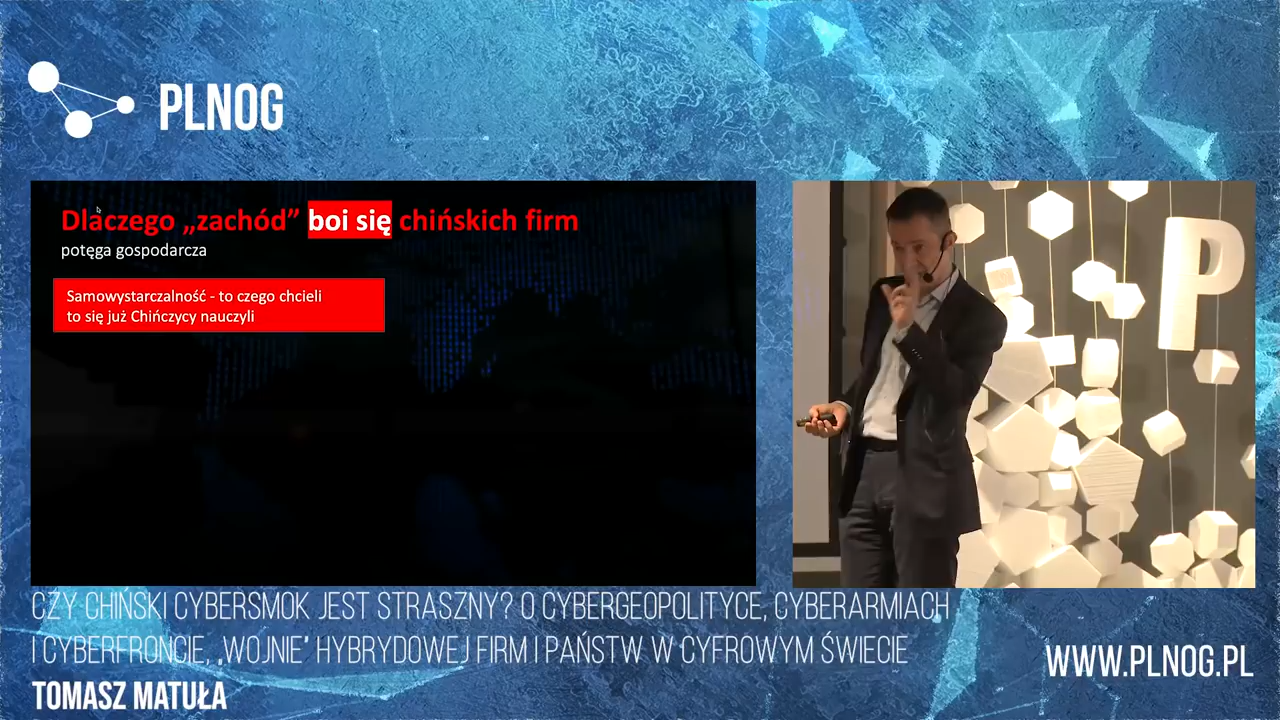 PLNOG
Dlaczego „zachód” boi się chińskich firm
potęga gospodarcza
Samowystarczalność - to czego chcieli
to się już Chińczycy nauczyli
P
CZY CHIŃSKI CYBERSMOK JEST STRASZNY? O CYBERGEOPOLITYCE, CYBERARMIACH
I CYBERFRONCIE, „WOJNIE” HYBRYDOWEJ FIRM I PAŃSTW W CYFROWYM ŚWIECIE
TOMASZ MATUŁA
WWW.PLNOG.PL